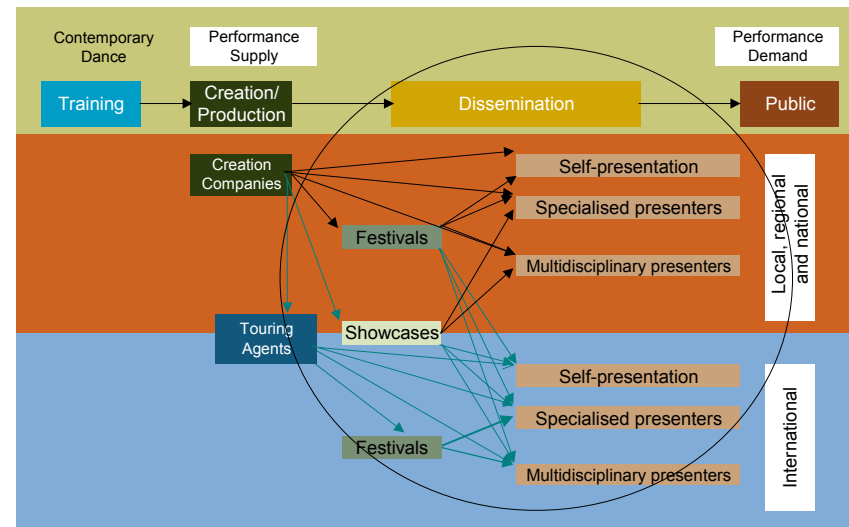 Contemporary
Dance
Performance
Supply
Performance
Demand
Training
Creation/
Production
Dissemination
Public
Creation
Companies
Self-presentation
Specialised presenters
Festivals
Multidisciplinary presenters
Local, regional
and national
Touring
Agents
Showcases
Self-presentation
Specialised presenters
Festivals
Multidisciplinary presenters
International